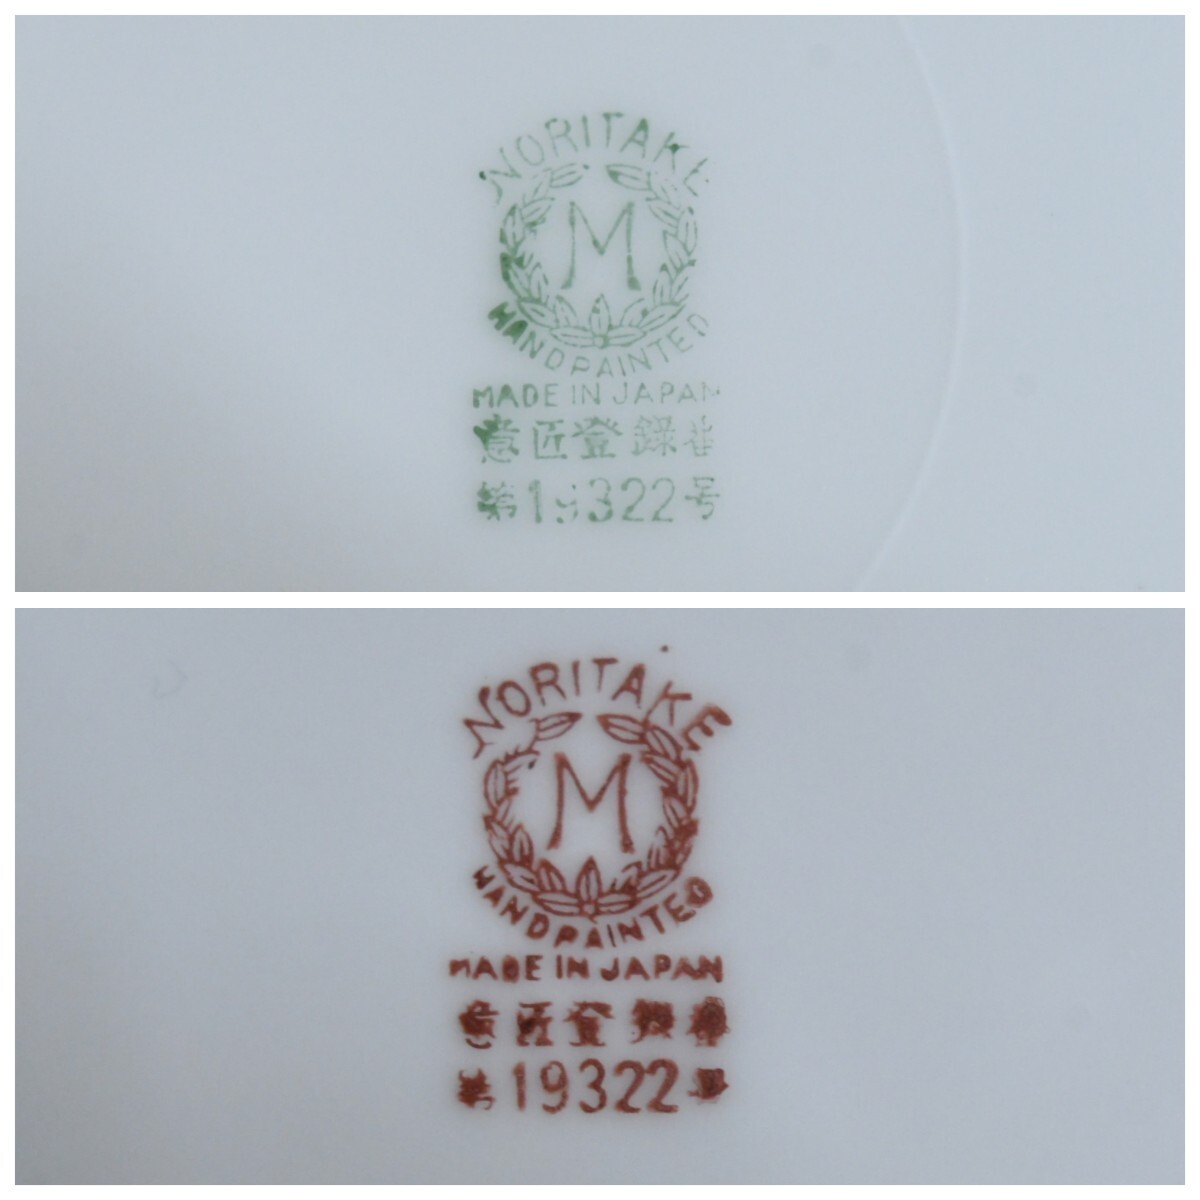 NORITAKE
M
HANDPAINTED
MADE IN JAPAN
意匠登録番
第19322号
NORITAKE
M
HANDPAINTED
MADE IN JAPAN
意匠登録番
第19322号